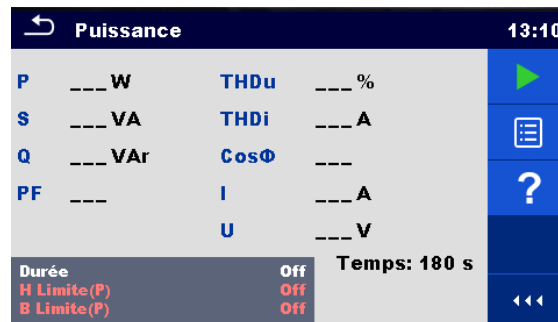 Puissance 13:10
P ___W THDu ___%
S ___VA THDi ___A
Q ___VAr CosΦ ___
PF ___ I ___A
U ___V
Temps: 180 s
Durée Off
H Limite(P) Off
B Limite(P) Off
?